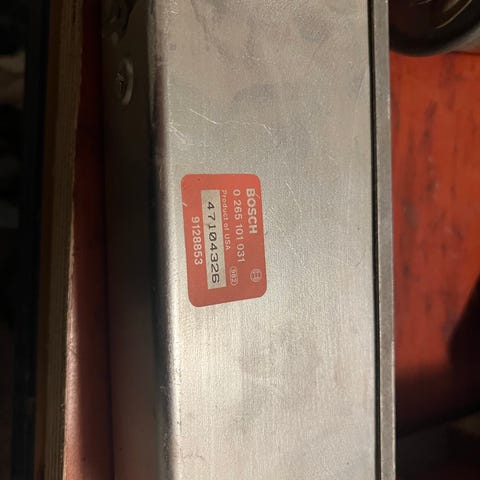 BOSCH
0 265 101 031
Product of USA
47104326
9128853